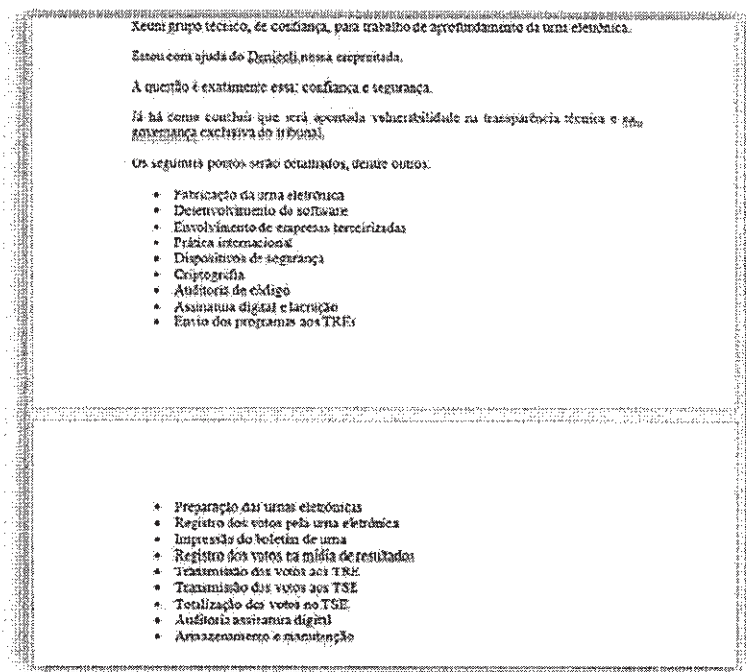 Reuni grupo técnico, de confiança, para trabalho de aprofundamento da urna eletrônica.
Estou com ajuda do Denicoli nessa empreitada.
A questão é exatamente essa: confiança e segurança.
Já há como concluir que será apontada vulnerabilidade na transparência técnica e na
governança exclusiva do tribunal.
Os seguintes pontos serão detalhados, dentre outros:
• Fabricação da urna eletrônica
• Desenvolvimento do software
• Envolvimento de empresas terceirizadas
• Prática internacional
• Dispositivos de segurança
• Criptografia
• Auditoria de código
• Assinatura digital e lacração
• Envio dos programas aos TREs
• Preparação das urnas eletrônicas
• Registro dos votos pela urna eletrônica
• Impressão do boletim de urna
• Registro dos votos na mídia de resultados
• Transmissão dos votos aos TRE
• Transmissão dos votos aos TSE
• Totalização dos votos no TSE
• Auditoria assinatura digital
• Armazenamento e manutenção